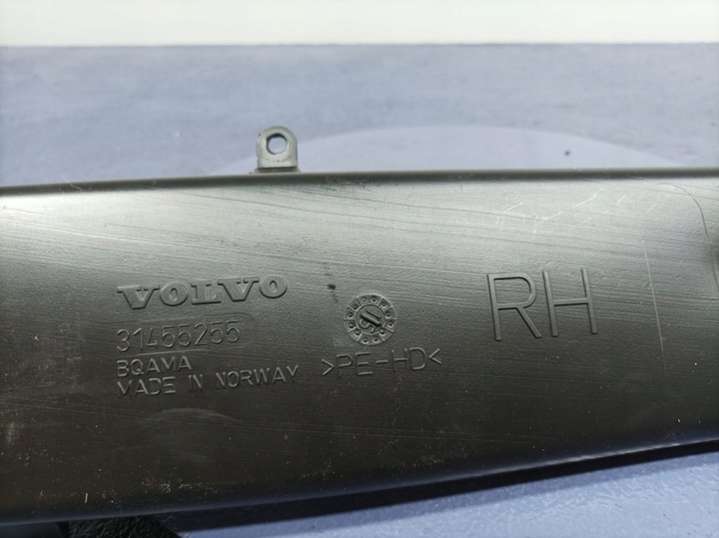 VOLVO
31455255
BQAMA
MADE IN NORWAY
>PE-HD<
RH